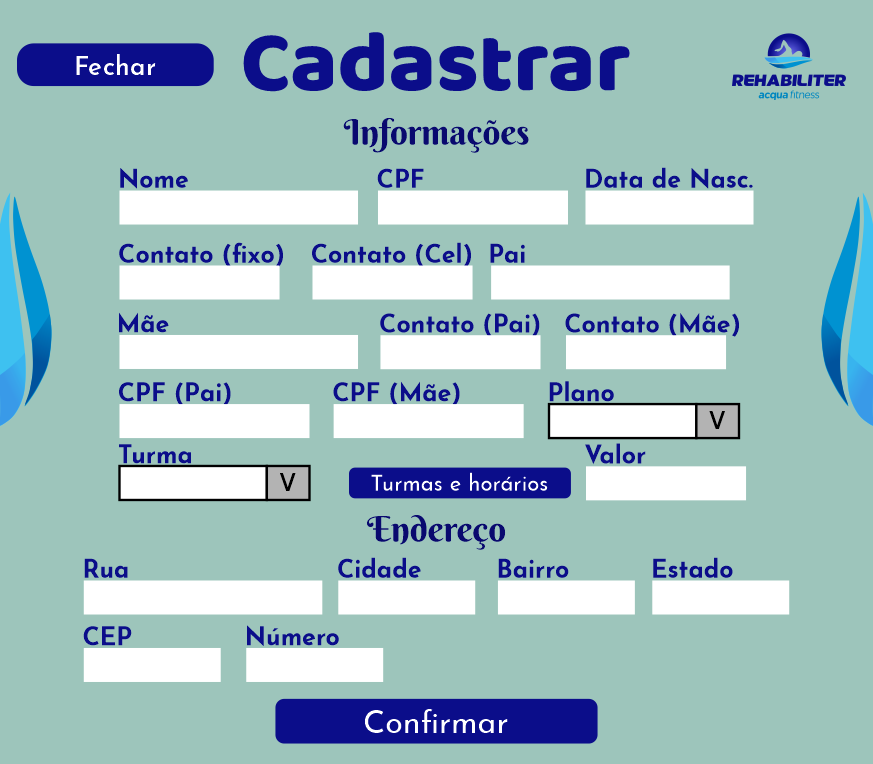 Fechar
Cadastrar
REHABILITER
acqua fitness
Informações
Nome CPF Data de Nasc.
Contato (fixo) Contato (Cel) Pai
Mãe Contato (Pai) Contato (Mãe)
CPF (Pai) CPF (Mãe) Plano
V
Turma Valor
V Turmas e horários
Endereço
Rua Cidade Bairro Estado
CEP Número
Confirmar